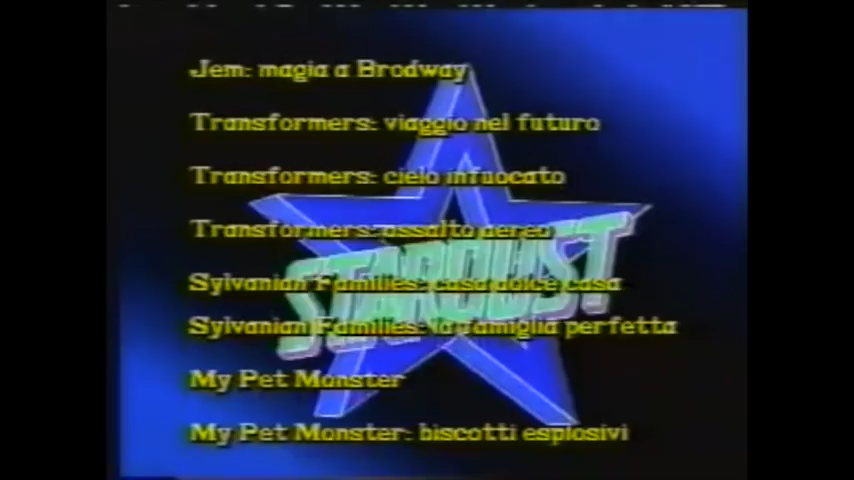 Jem: magia a Brodway
Transformers: viaggio nel futuro
Transformers: cielo infuocato
Transformers: assalto aereo
STARDUST
Sylvanian Families: casa dolce casa
Sylvanian Families: la famiglia perfetta
My Pet Monster
My Pet Monster: biscotti esplosivi